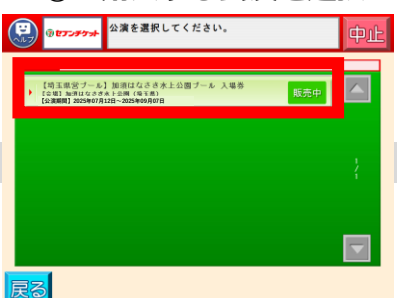 ヘルプ
セブンチケット
公演を選択してください。
中止
【埼玉県営プール】加須はなさき水上公園プール 入場券
【会場】加須はなさき水上公園（埼玉県）
【公演期間】2025年07月12日～2025年09月07日
販売中
1/1
戻る